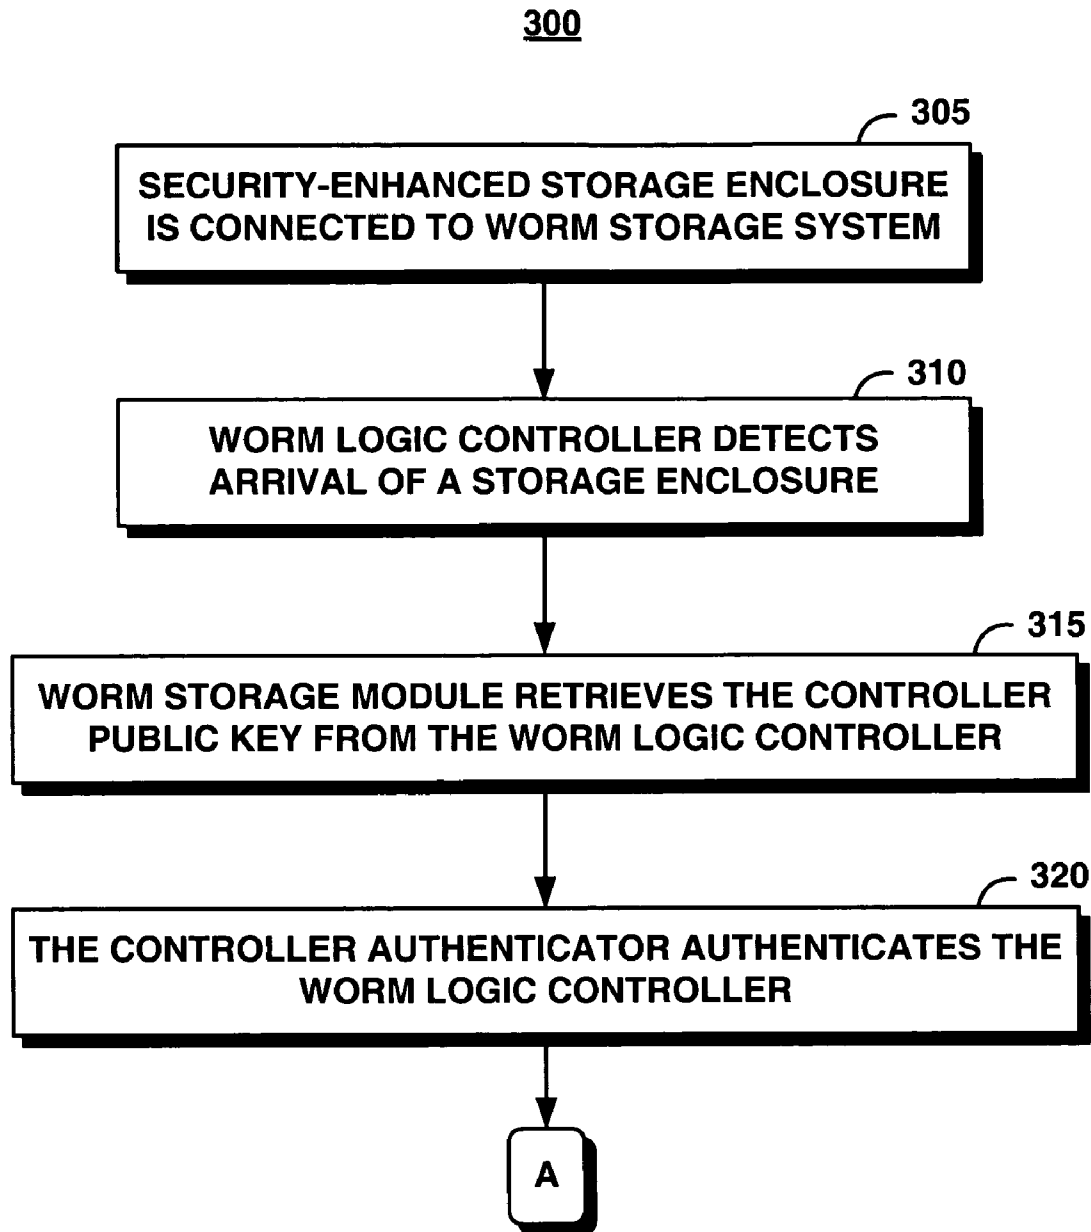 300
305
SECURITY-ENHANCED STORAGE ENCLOSURE
IS CONNECTED TO WORM STORAGE SYSTEM
310
WORM LOGIC CONTROLLER DETECTS
ARRIVAL OF A STORAGE ENCLOSURE
315
WORM STORAGE MODULE RETRIEVES THE CONTROLLER
PUBLIC KEY FROM THE WORM LOGIC CONTROLLER
320
THE CONTROLLER AUTHENTICATOR AUTHENTICATES THE
WORM LOGIC CONTROLLER
A